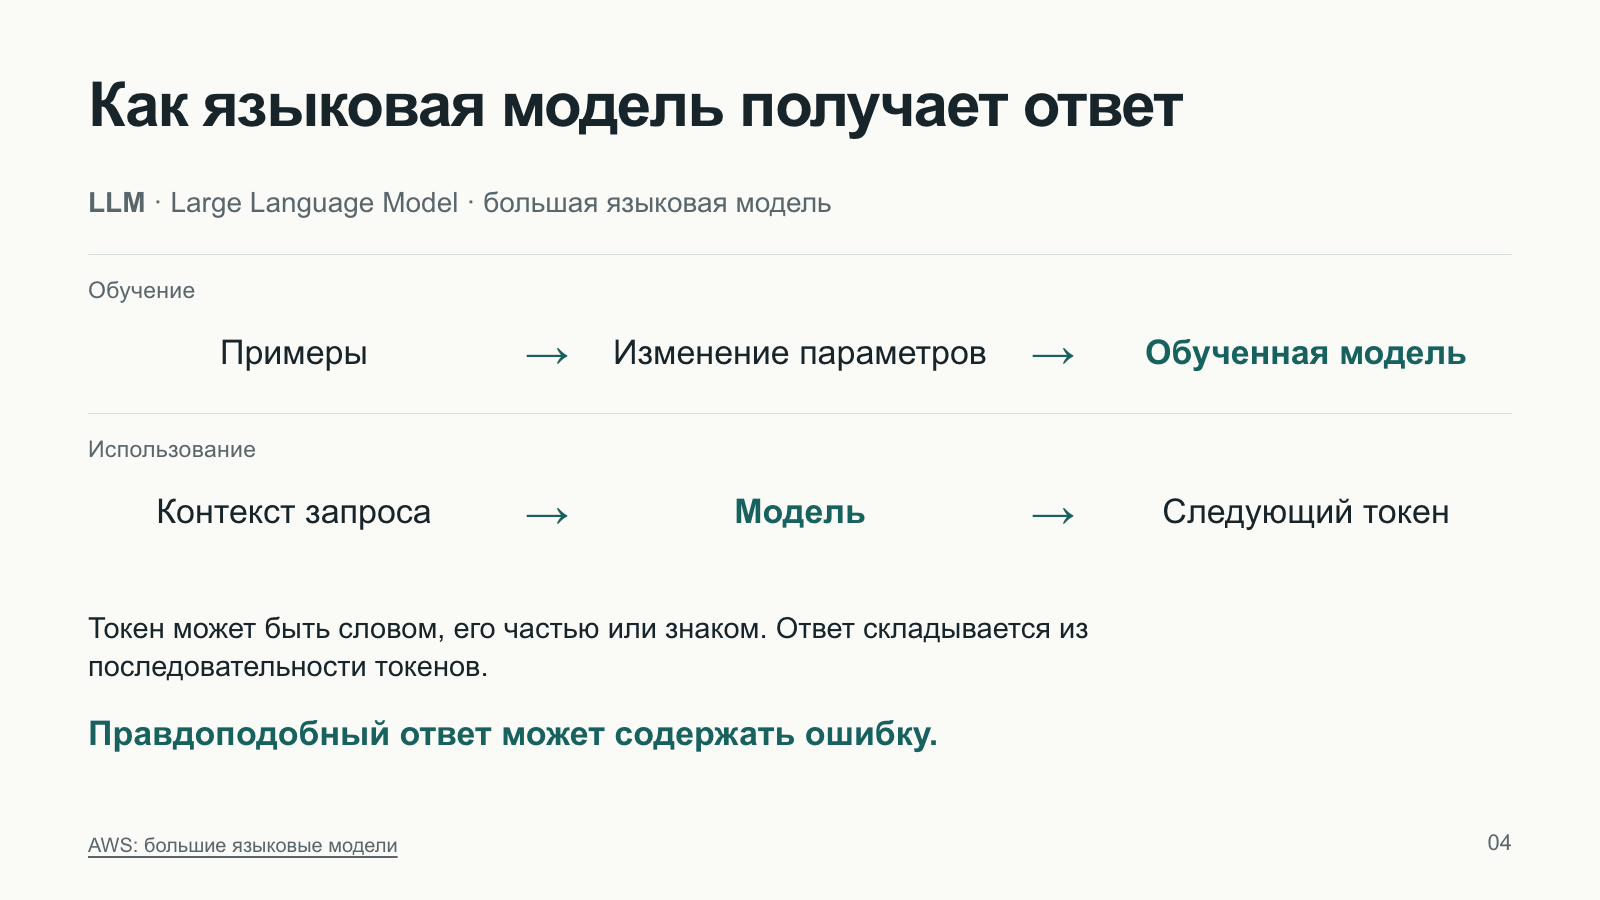 Как языковая модель получает ответ
LLM · Large Language Model · большая языковая модель
Обучение
Примеры → Изменение параметров → Обученная модель
Использование
Контекст запроса → Модель → Следующий токен
Токен может быть словом, его частью или знаком. Ответ складывается из
последовательности токенов.
Правдоподобный ответ может содержать ошибку.
AWS: большие языковые модели
04